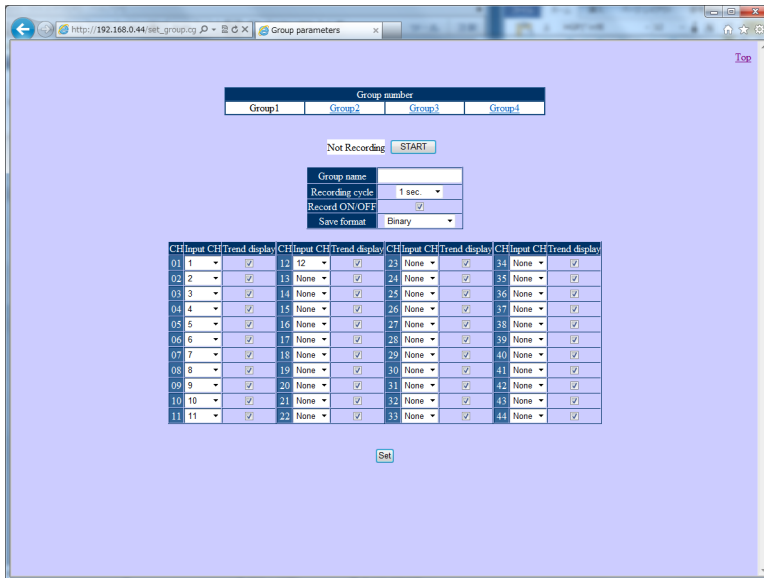 http://192.168.0.44/set_group.cg
Group parameters
Top
Group number
Group1 Group2 Group3 Group4
Not Recording START
Group name
Recording cycle 1 sec.
Record ON/OFF
Save format Binary
CH Input CH Trend display CH Input CH Trend display CH Input CH Trend display CH Input CH Trend display
01 1 12 12 23 None 34 None
02 2 13 None 24 None 35 None
03 3 14 None 25 None 36 None
04 4 15 None 26 None 37 None
05 5 16 None 27 None 38 None
06 6 17 None 28 None 39 None
07 7 18 None 29 None 40 None
08 8 19 None 30 None 41 None
09 9 20 None 31 None 42 None
10 10 21 None 32 None 43 None
11 11 22 None 33 None 44 None
Set